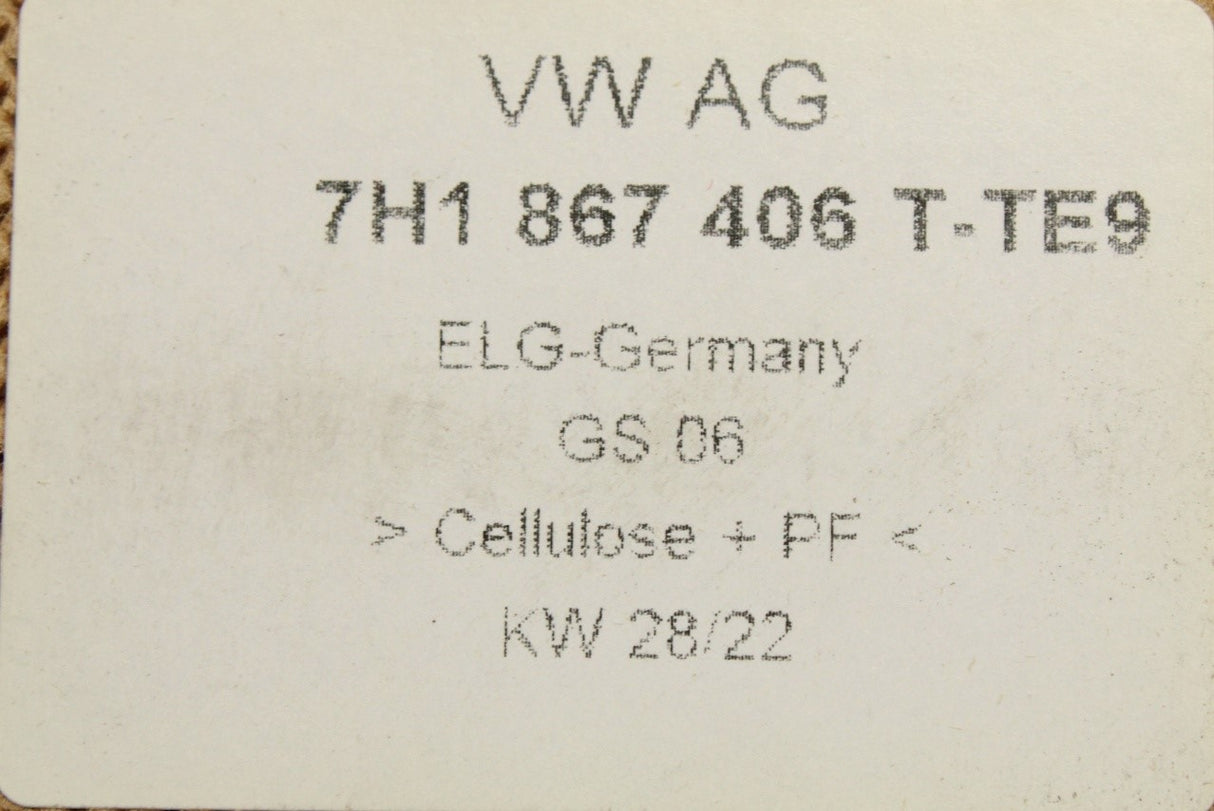 VW AG
7H1 867 406 T-TE9
ELG-Germany
GS 06
> Cellulose + PF <
KW 28/22